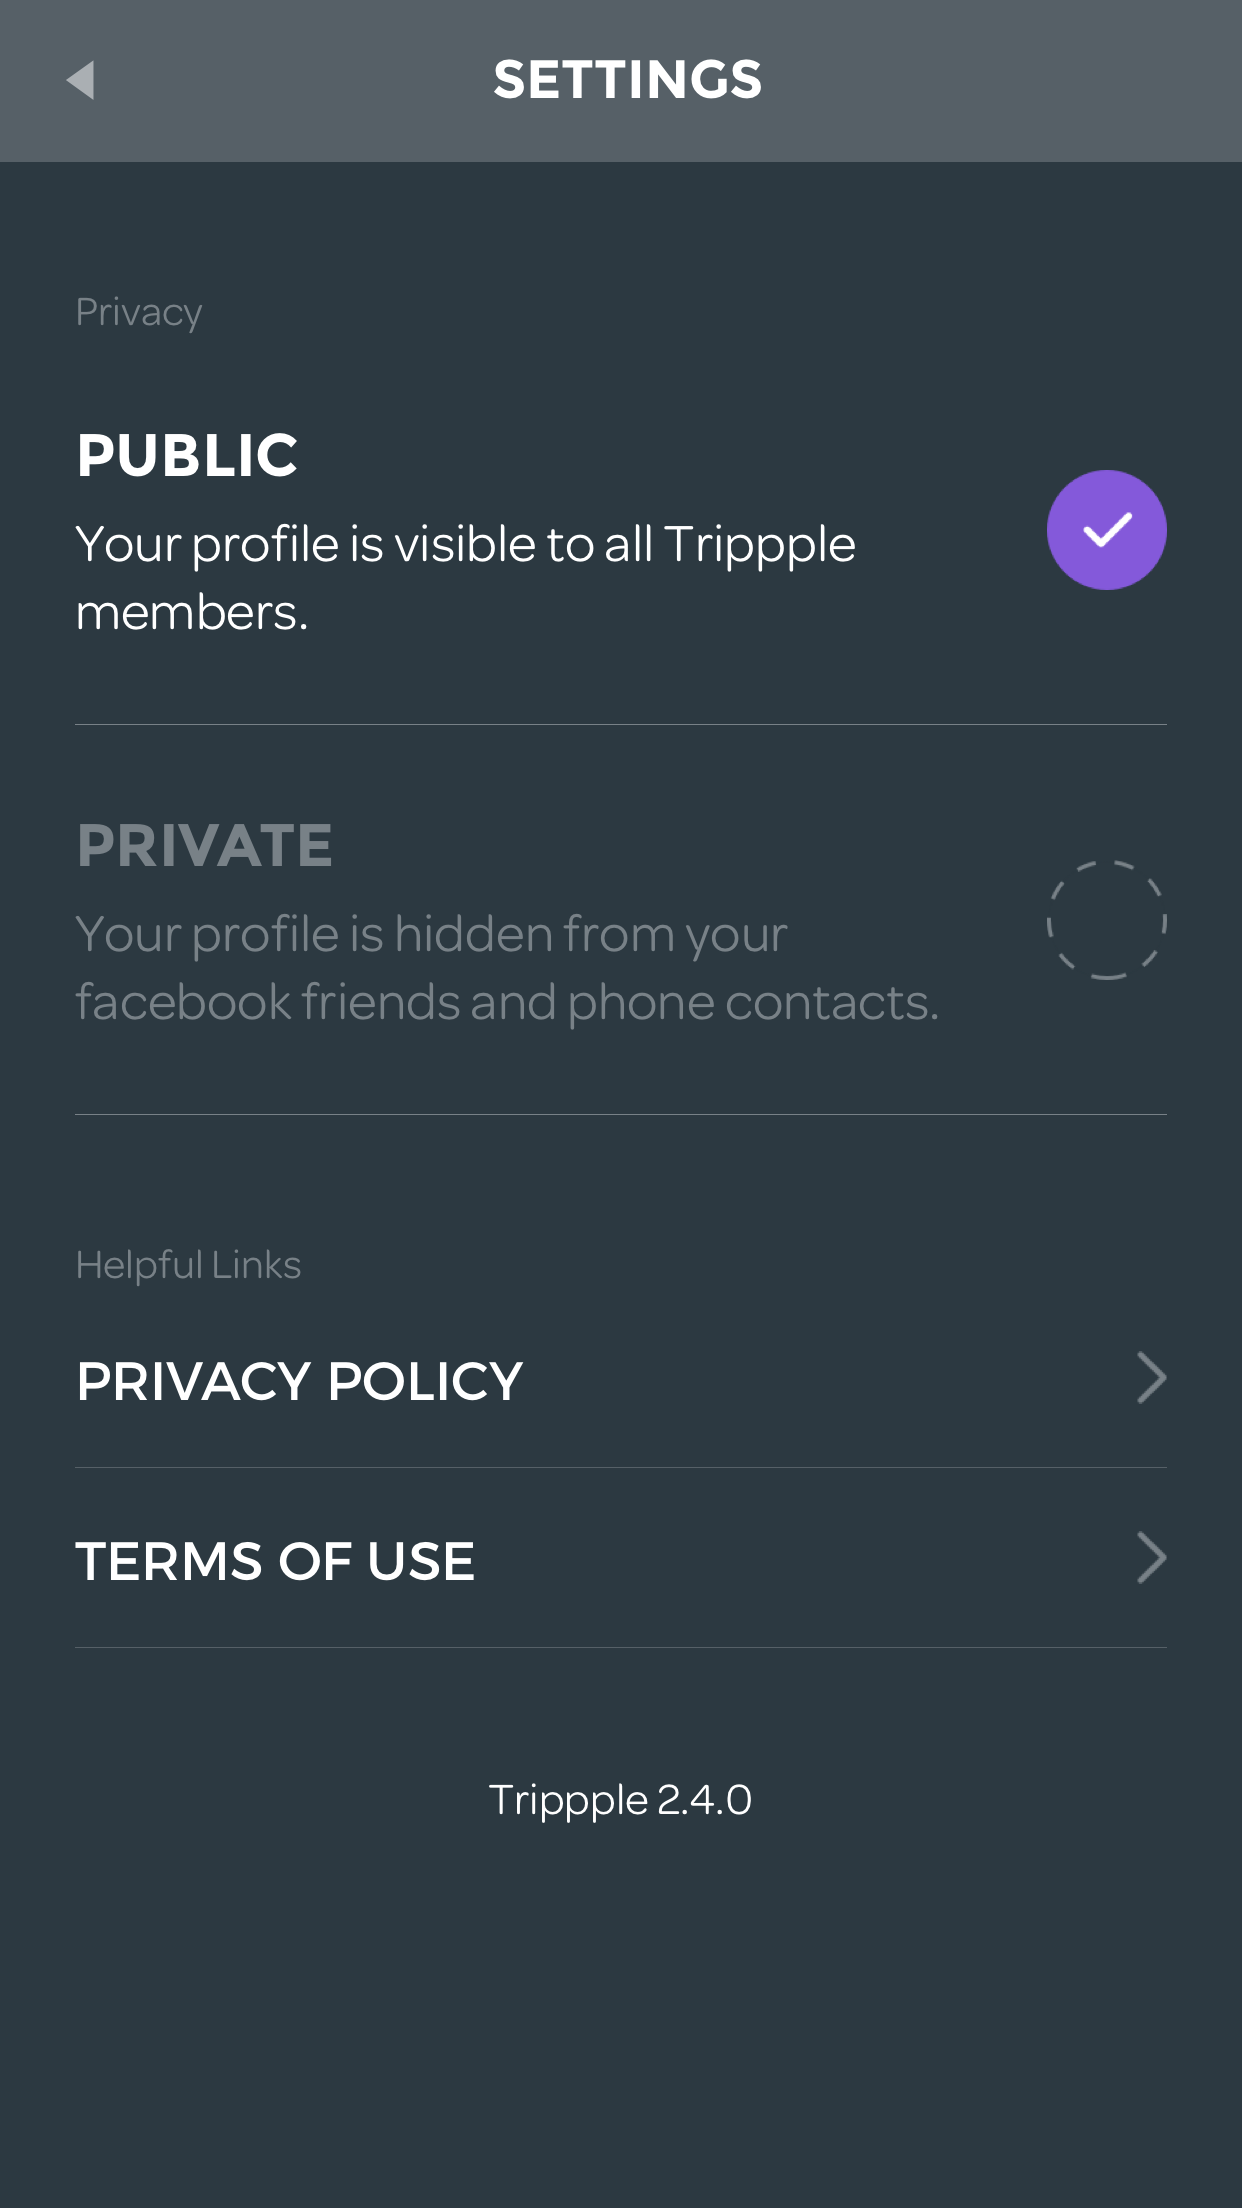 SETTINGS
Privacy
PUBLIC
Your profile is visible to all Trippple
members.
PRIVATE
Your profile is hidden from your
facebook friends and phone contacts.
Helpful Links
PRIVACY POLICY
TERMS OF USE
Trippple 2.4.0